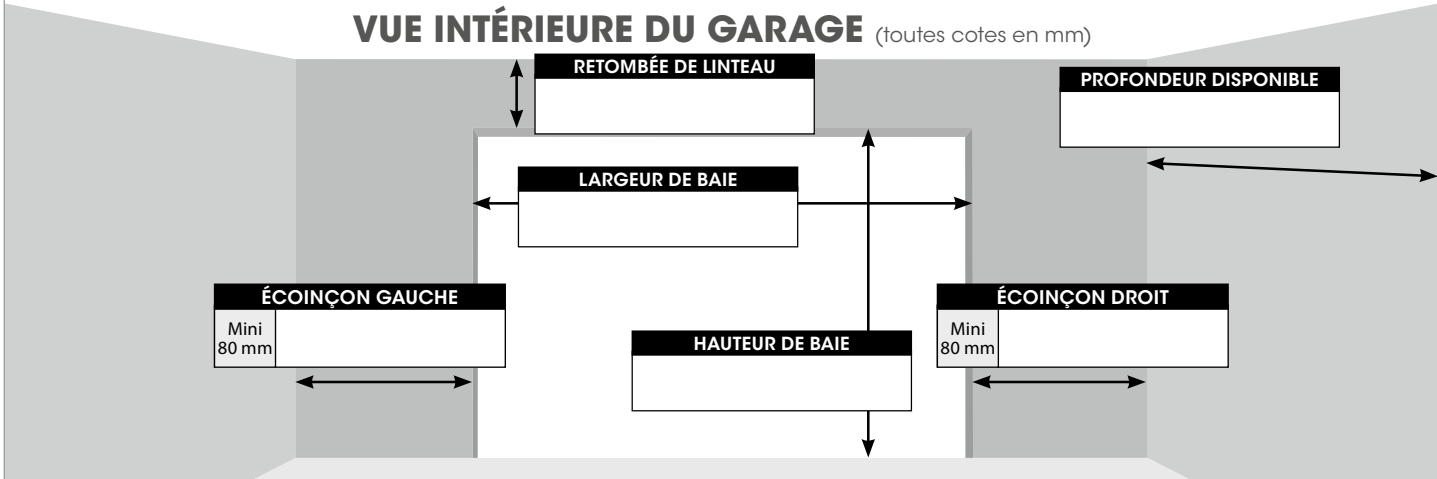 VUE INTÉRIEURE DU GARAGE (toutes cotes en mm)
RETOMBÉE DE LINTEAU
PROFONDEUR DISPONIBLE
LARGEUR DE BAIE
ÉCOINÇON GAUCHE
Mini
80 mm
ÉCOINÇON DROIT
Mini
80 mm
HAUTEUR DE BAIE